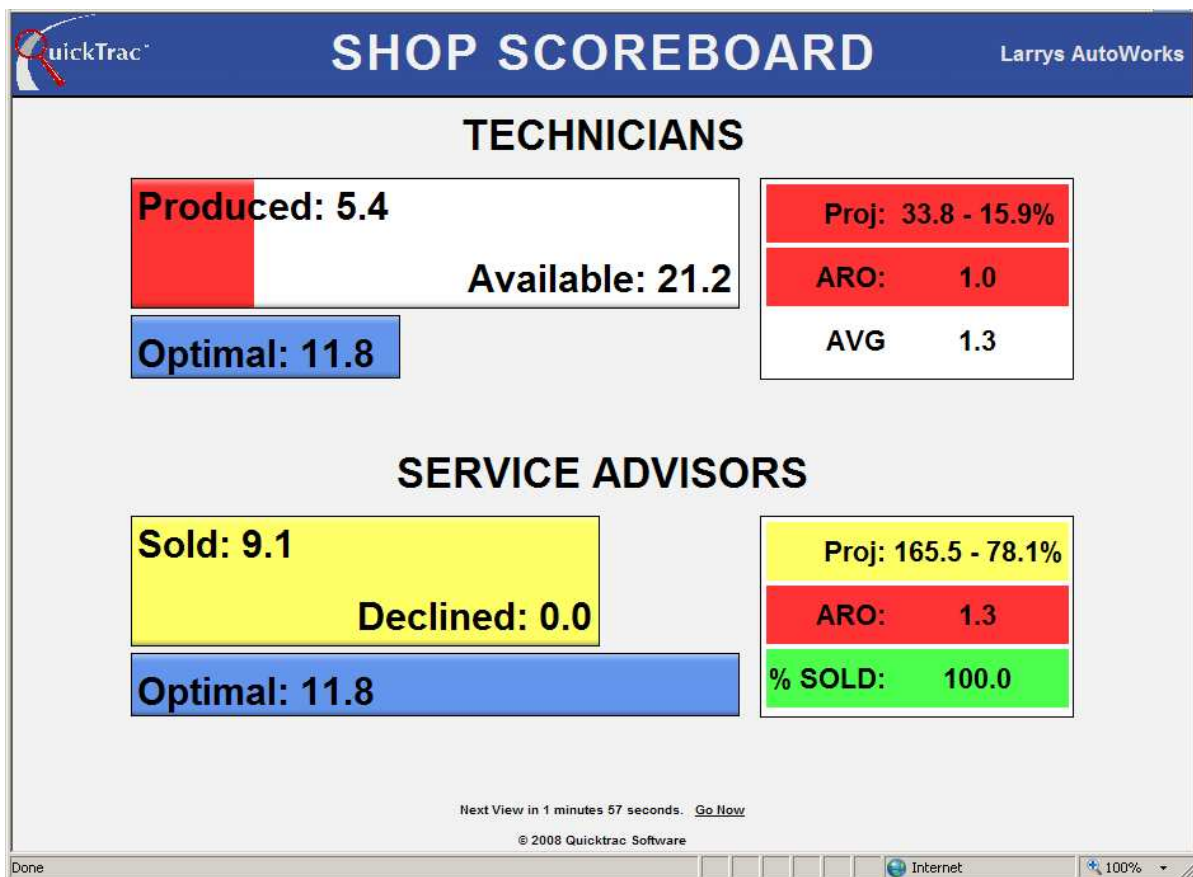 QuickTrac
SHOP SCOREBOARD
Larrys AutoWorks
TECHNICIANS
Produced: 5.4
Available: 21.2
Optimal: 11.8
Proj: 33.8 - 15.9%
ARO: 1.0
AVG 1.3
SERVICE ADVISORS
Sold: 9.1
Declined: 0.0
Optimal: 11.8
Proj: 165.5 - 78.1%
ARO: 1.3
% SOLD: 100.0
Next View in 1 minutes 57 seconds. Go Now
© 2008 Quicktrac Software
Done
Internet
100%